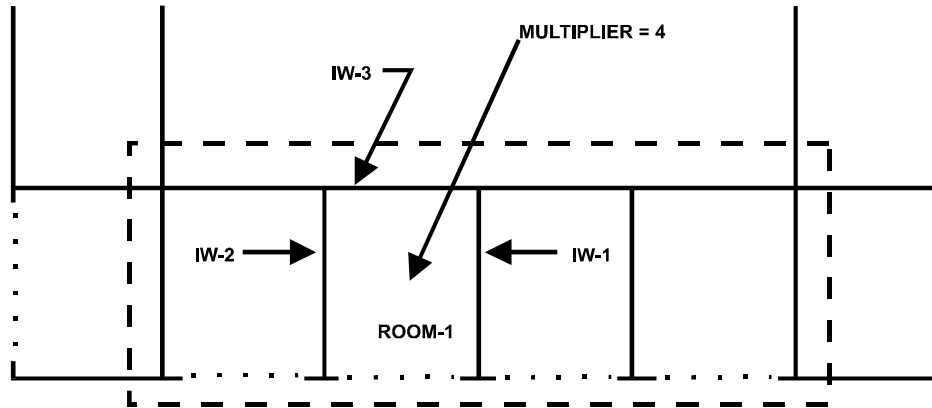 MULTIPLIER = 4
IW-3
IW-2
IW-1
ROOM-1